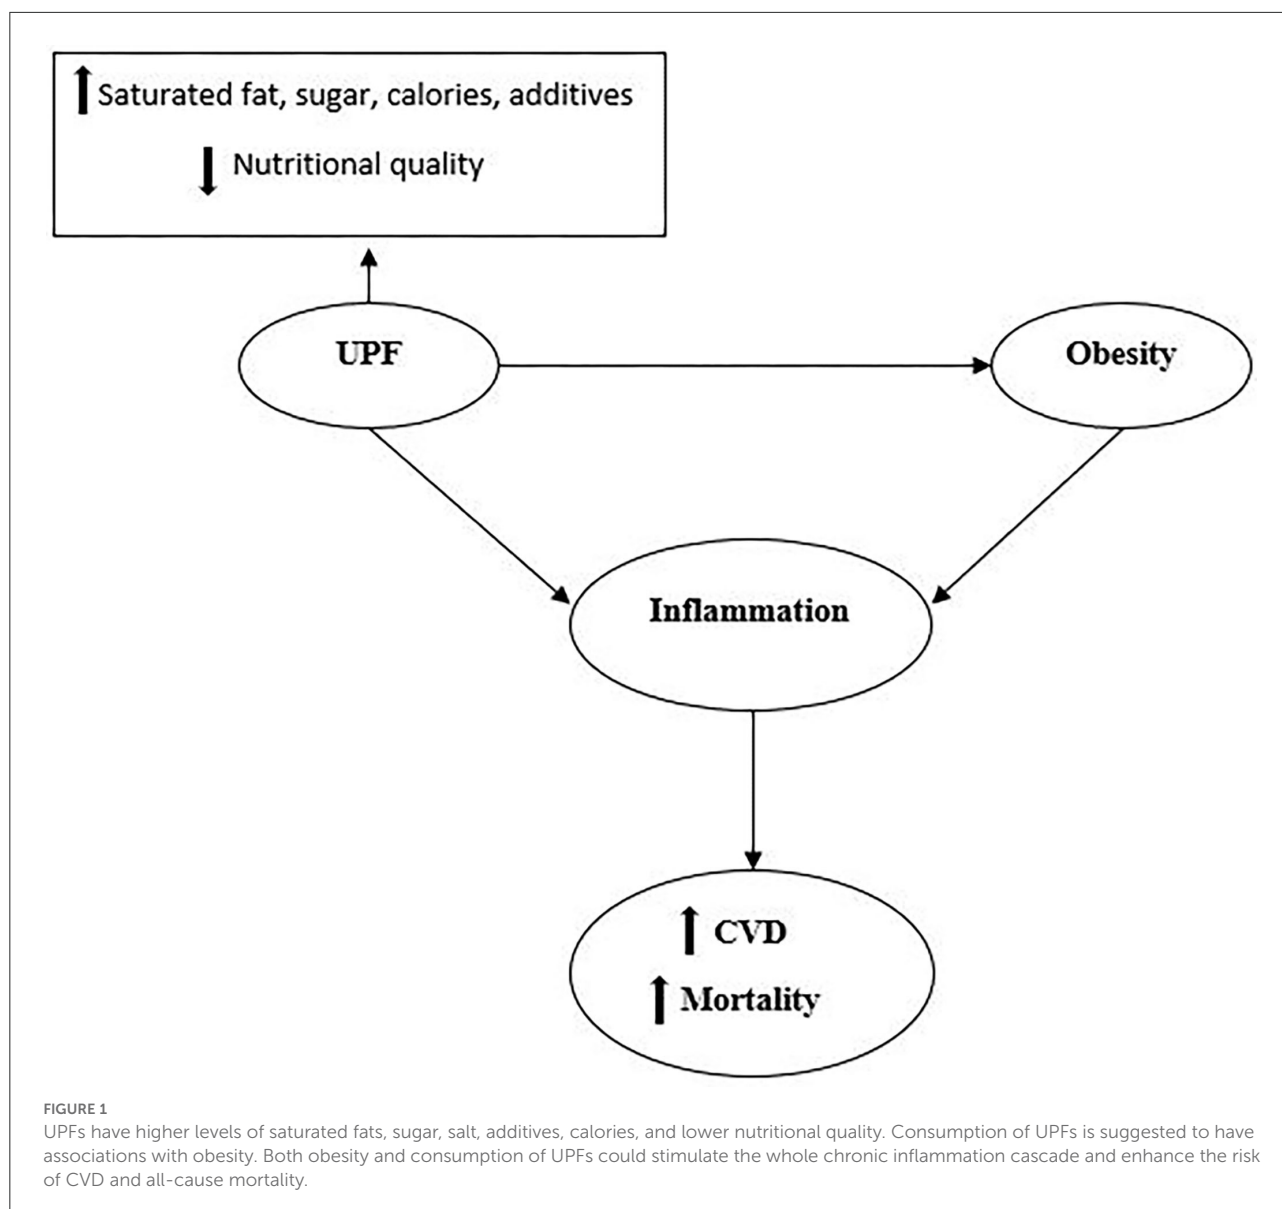 Saturated fat, sugar, calories, additives
Nutritional quality
UPF
Obesity
Inflammation
CVD
Mortality
FIGURE 1
UPFs have higher levels of saturated fats, sugar, salt, additives, calories, and lower nutritional quality. Consumption of UPFs is suggested to have
associations with obesity. Both obesity and consumption of UPFs could stimulate the whole chronic inflammation cascade and enhance the risk
of CVD and all-cause mortality.